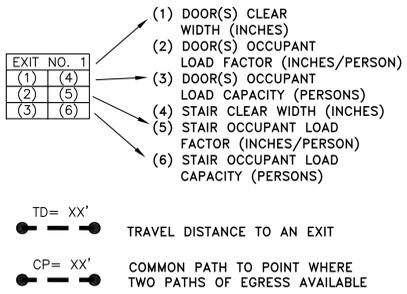 EXIT NO. 1
(1) (4)
(2) (5)
(3) (6)
(1) DOOR(S) CLEAR
WIDTH (INCHES)
(2) DOOR(S) OCCUPANT
LOAD FACTOR (INCHES/PERSON)
(3) DOOR(S) OCCUPANT
LOAD CAPACITY (PERSONS)
(4) STAIR CLEAR WIDTH (INCHES)
(5) STAIR OCCUPANT LOAD
FACTOR (INCHES/PERSON)
(6) STAIR OCCUPANT LOAD
CAPACITY (PERSONS)
TD= XX'
TRAVEL DISTANCE TO AN EXIT
CP= XX'
COMMON PATH TO POINT WHERE
TWO PATHS OF EGRESS AVAILABLE